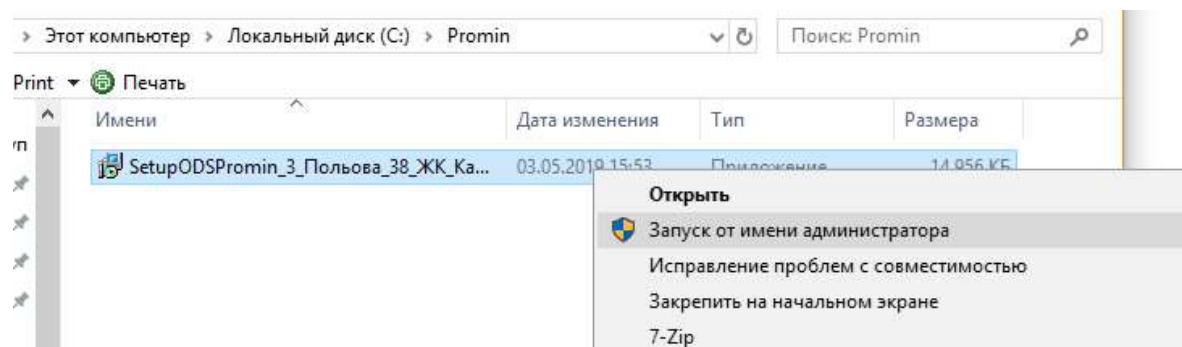 Этот компьютер > Локальный диск (C:) > Promin Поиск: Promin
Print Печать
Имени Дата изменения Тип Размера
SetupODSPromin_3_Польова_38_ЖК_Ка... 03.05.2019 15:53 Приложение 14 956 КБ
Открыть
Запуск от имени администратора
Исправление проблем с совместимостью
Закрепить на начальном экране
7-Zip